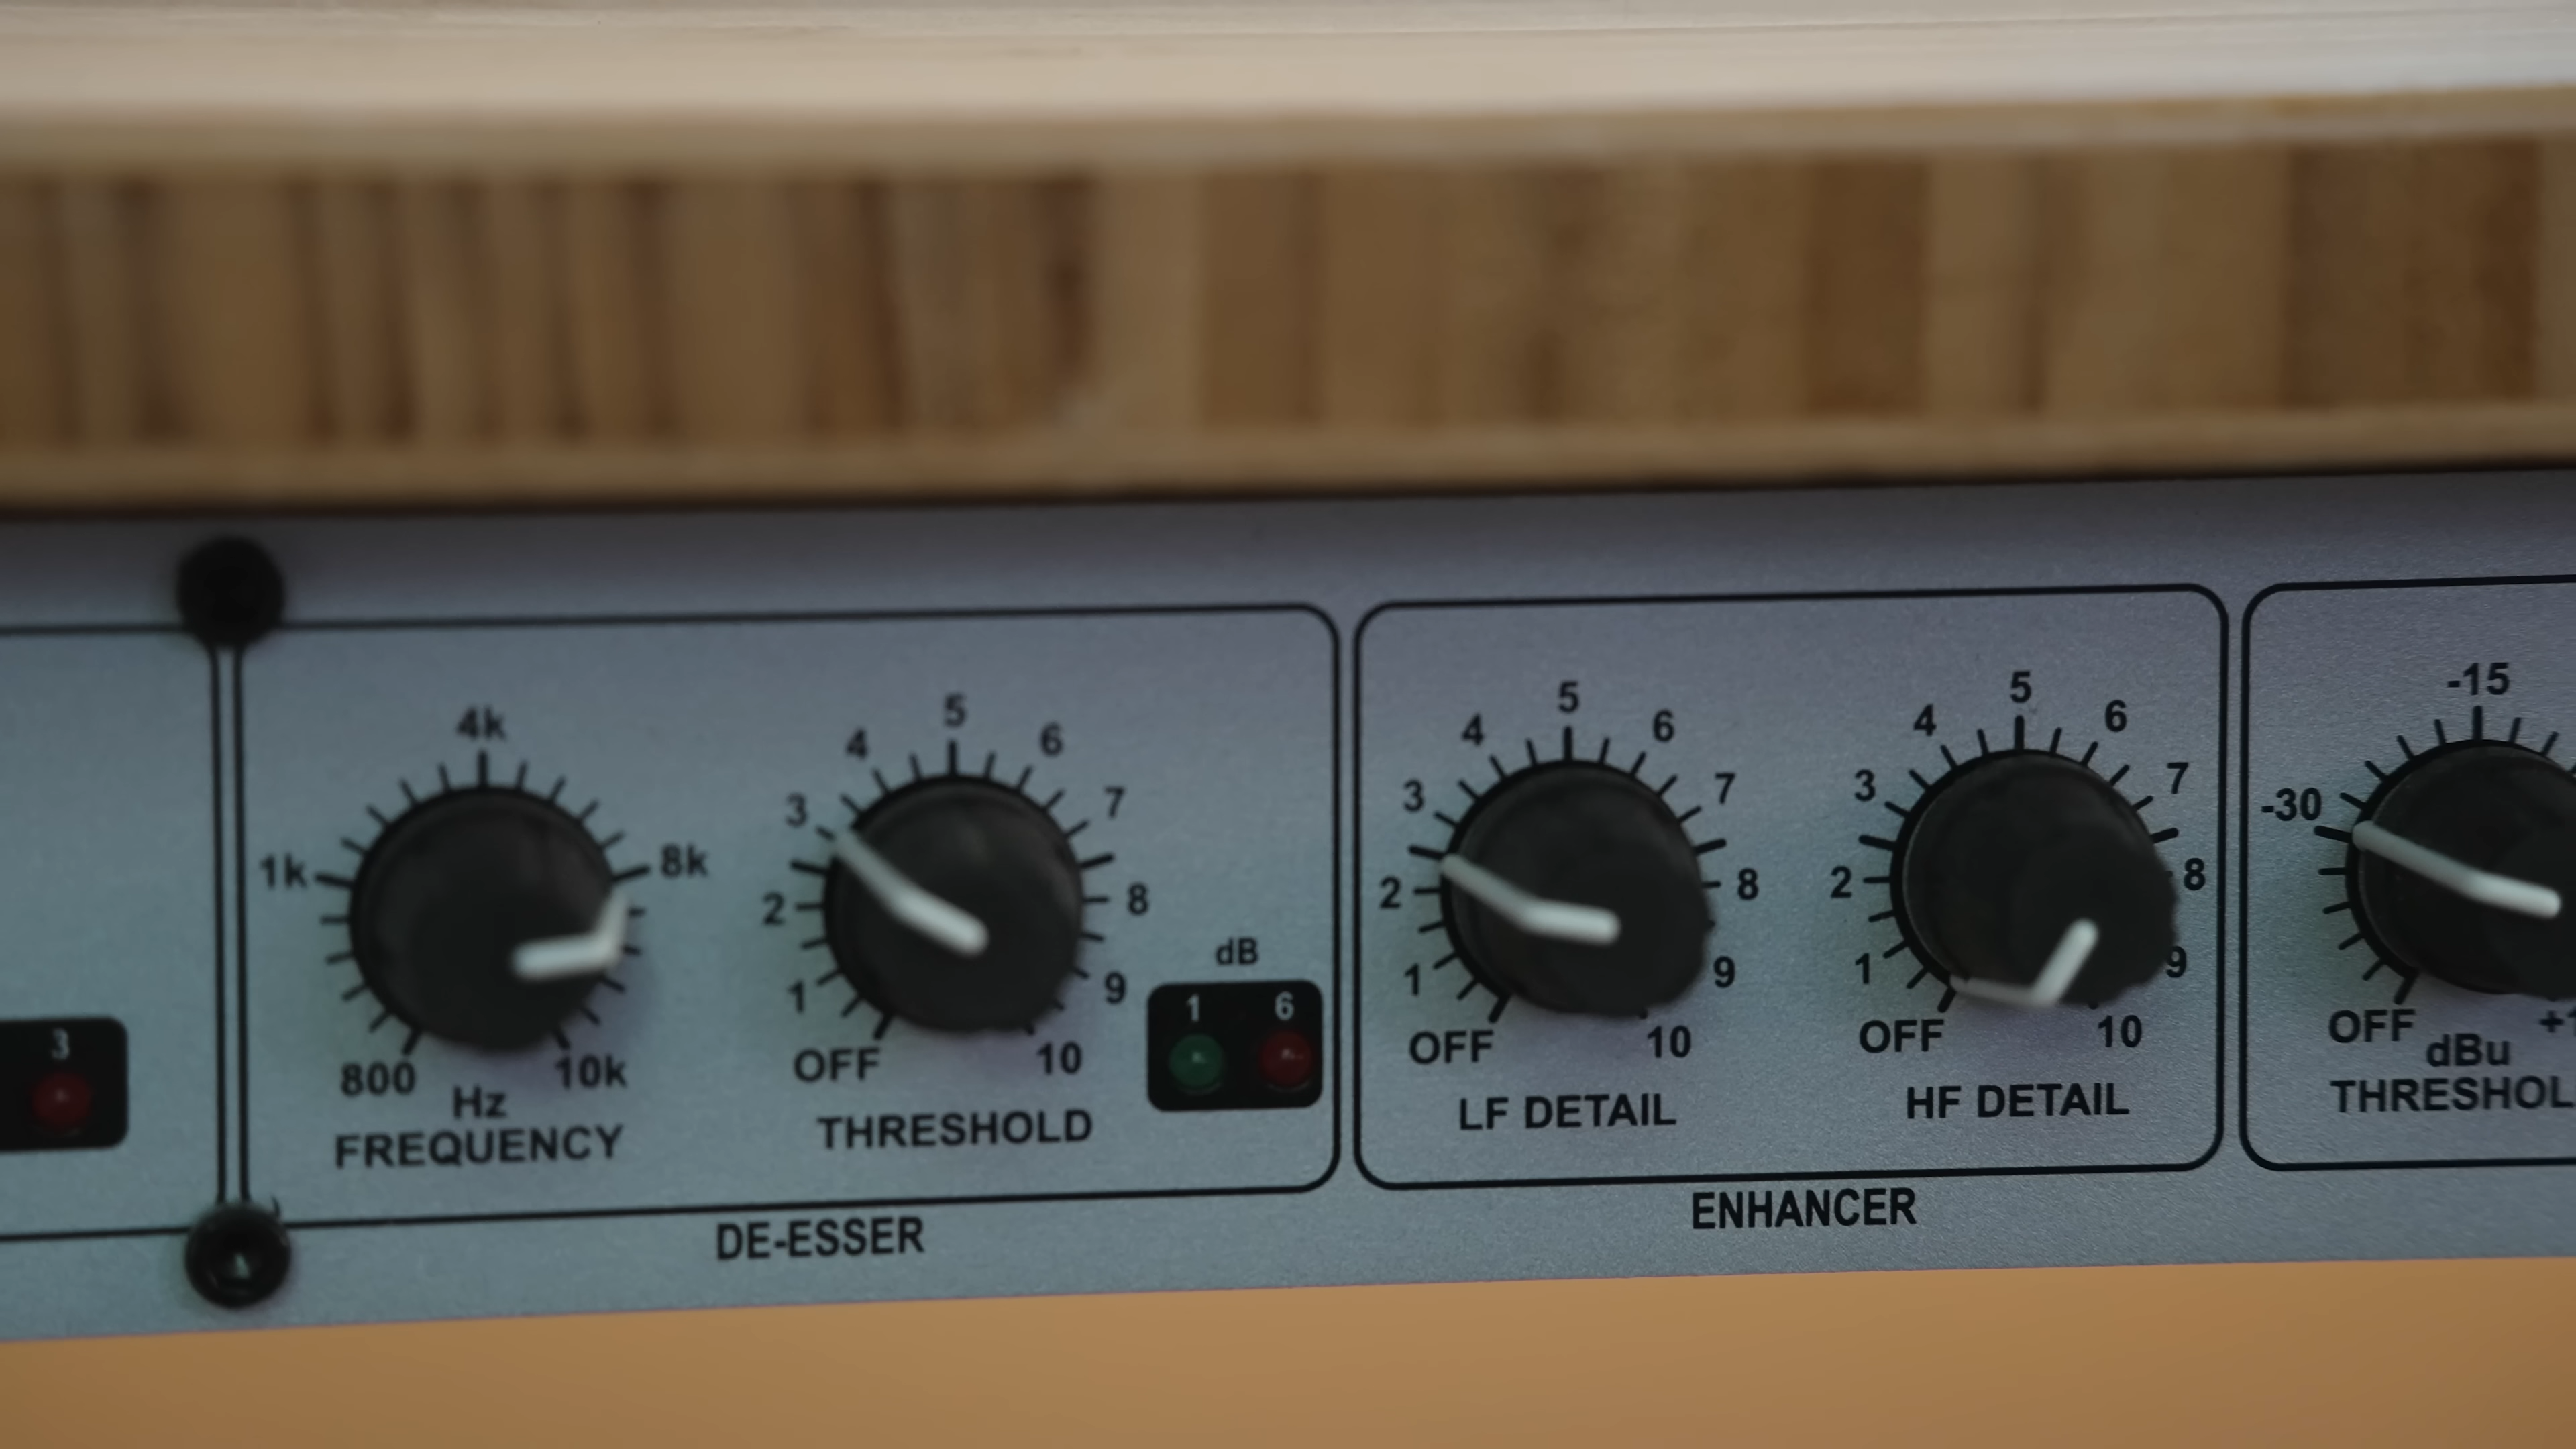 3
4k
1k 8k
800 10k
Hz
FREQUENCY
5
4 6
3 7
2 8
1 9
OFF 10
THRESHOLD
dB
1 6
DE-ESSER
5
4 6
3 7
2 8
1 9
OFF 10
LF DETAIL
5
4 6
3 7
2 8
1 9
OFF 10
HF DETAIL
ENHANCER
-15
-30
OFF
dBu
THRESHOL